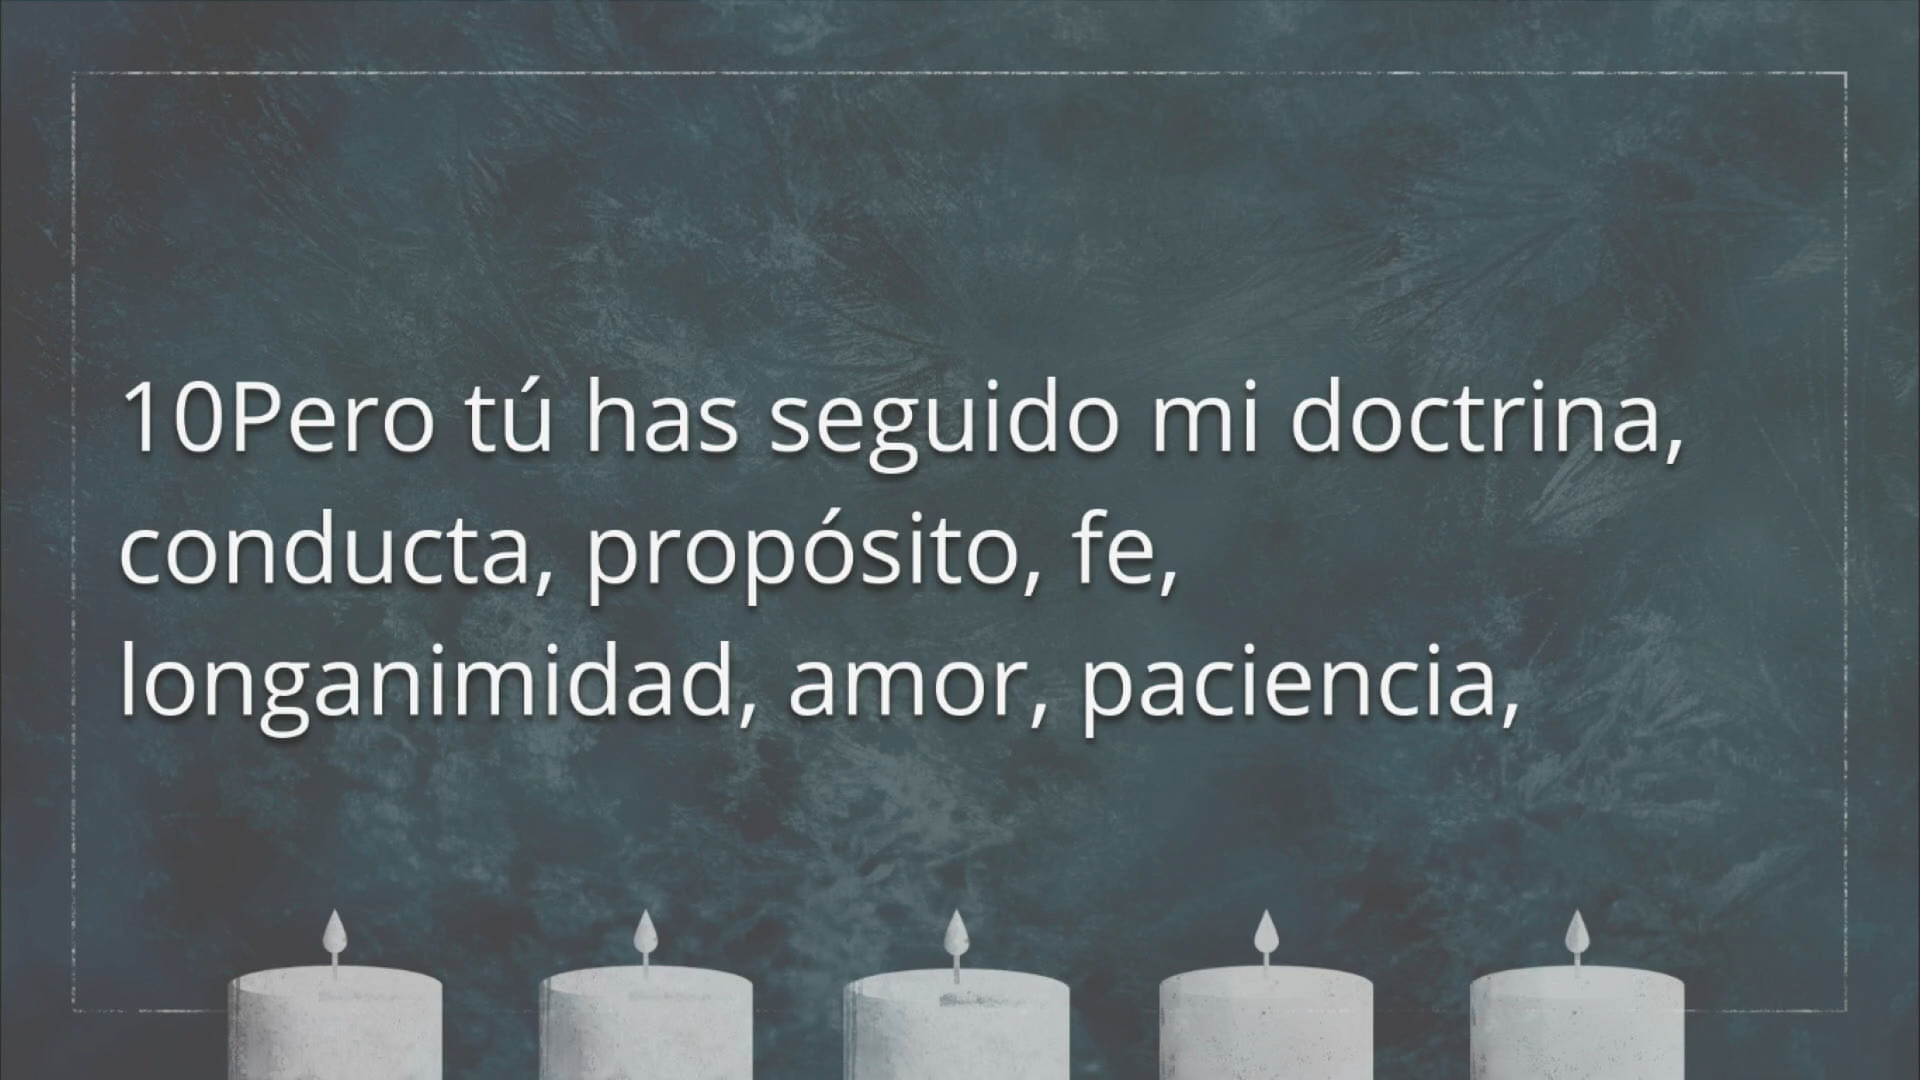 10Pero tú has seguido mi doctrina,
conducta, propósito, fe,
longanimidad, amor, paciencia,